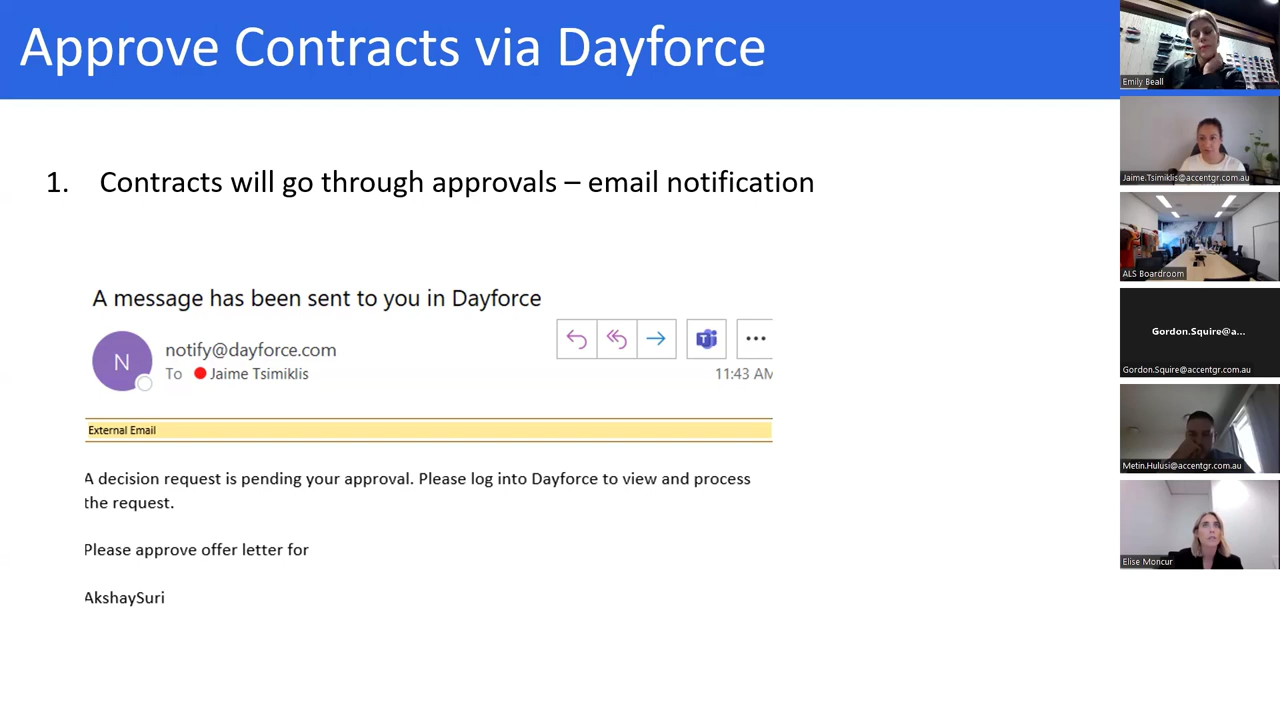 Approve Contracts via Dayforce
1. Contracts will go through approvals – email notification
A message has been sent to you in Dayforce
N
notify@dayforce.com
To Jaime Tsimiklis
11:43 AM
External Email
A decision request is pending your approval. Please log into Dayforce to view and process
the request.
Please approve offer letter for
AkshaySuri
Emily Beall
Jaime.Tsimiklis@accentgr.com.au
ALS Boardroom
Gordon.Squire@a...
Gordon.Squire@accentgr.com.au
Metin.Hulusi@accentgr.com.au
Elise Moncur